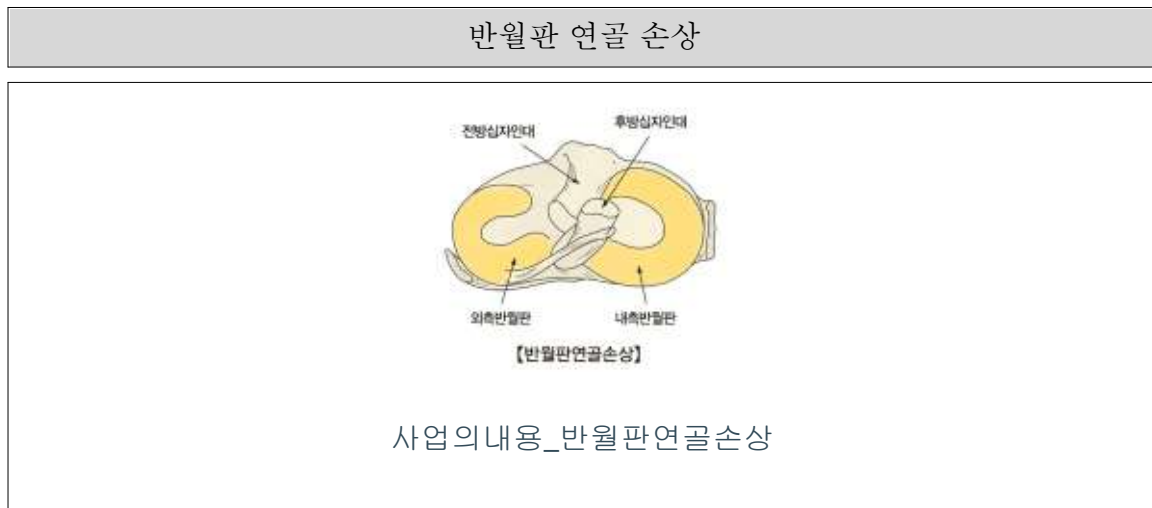 반월판 연골 손상
전방십자인대
후방십자인대
외측반월판
내측반월판
【반월판연골손상】
사업의내용_반월판연골손상